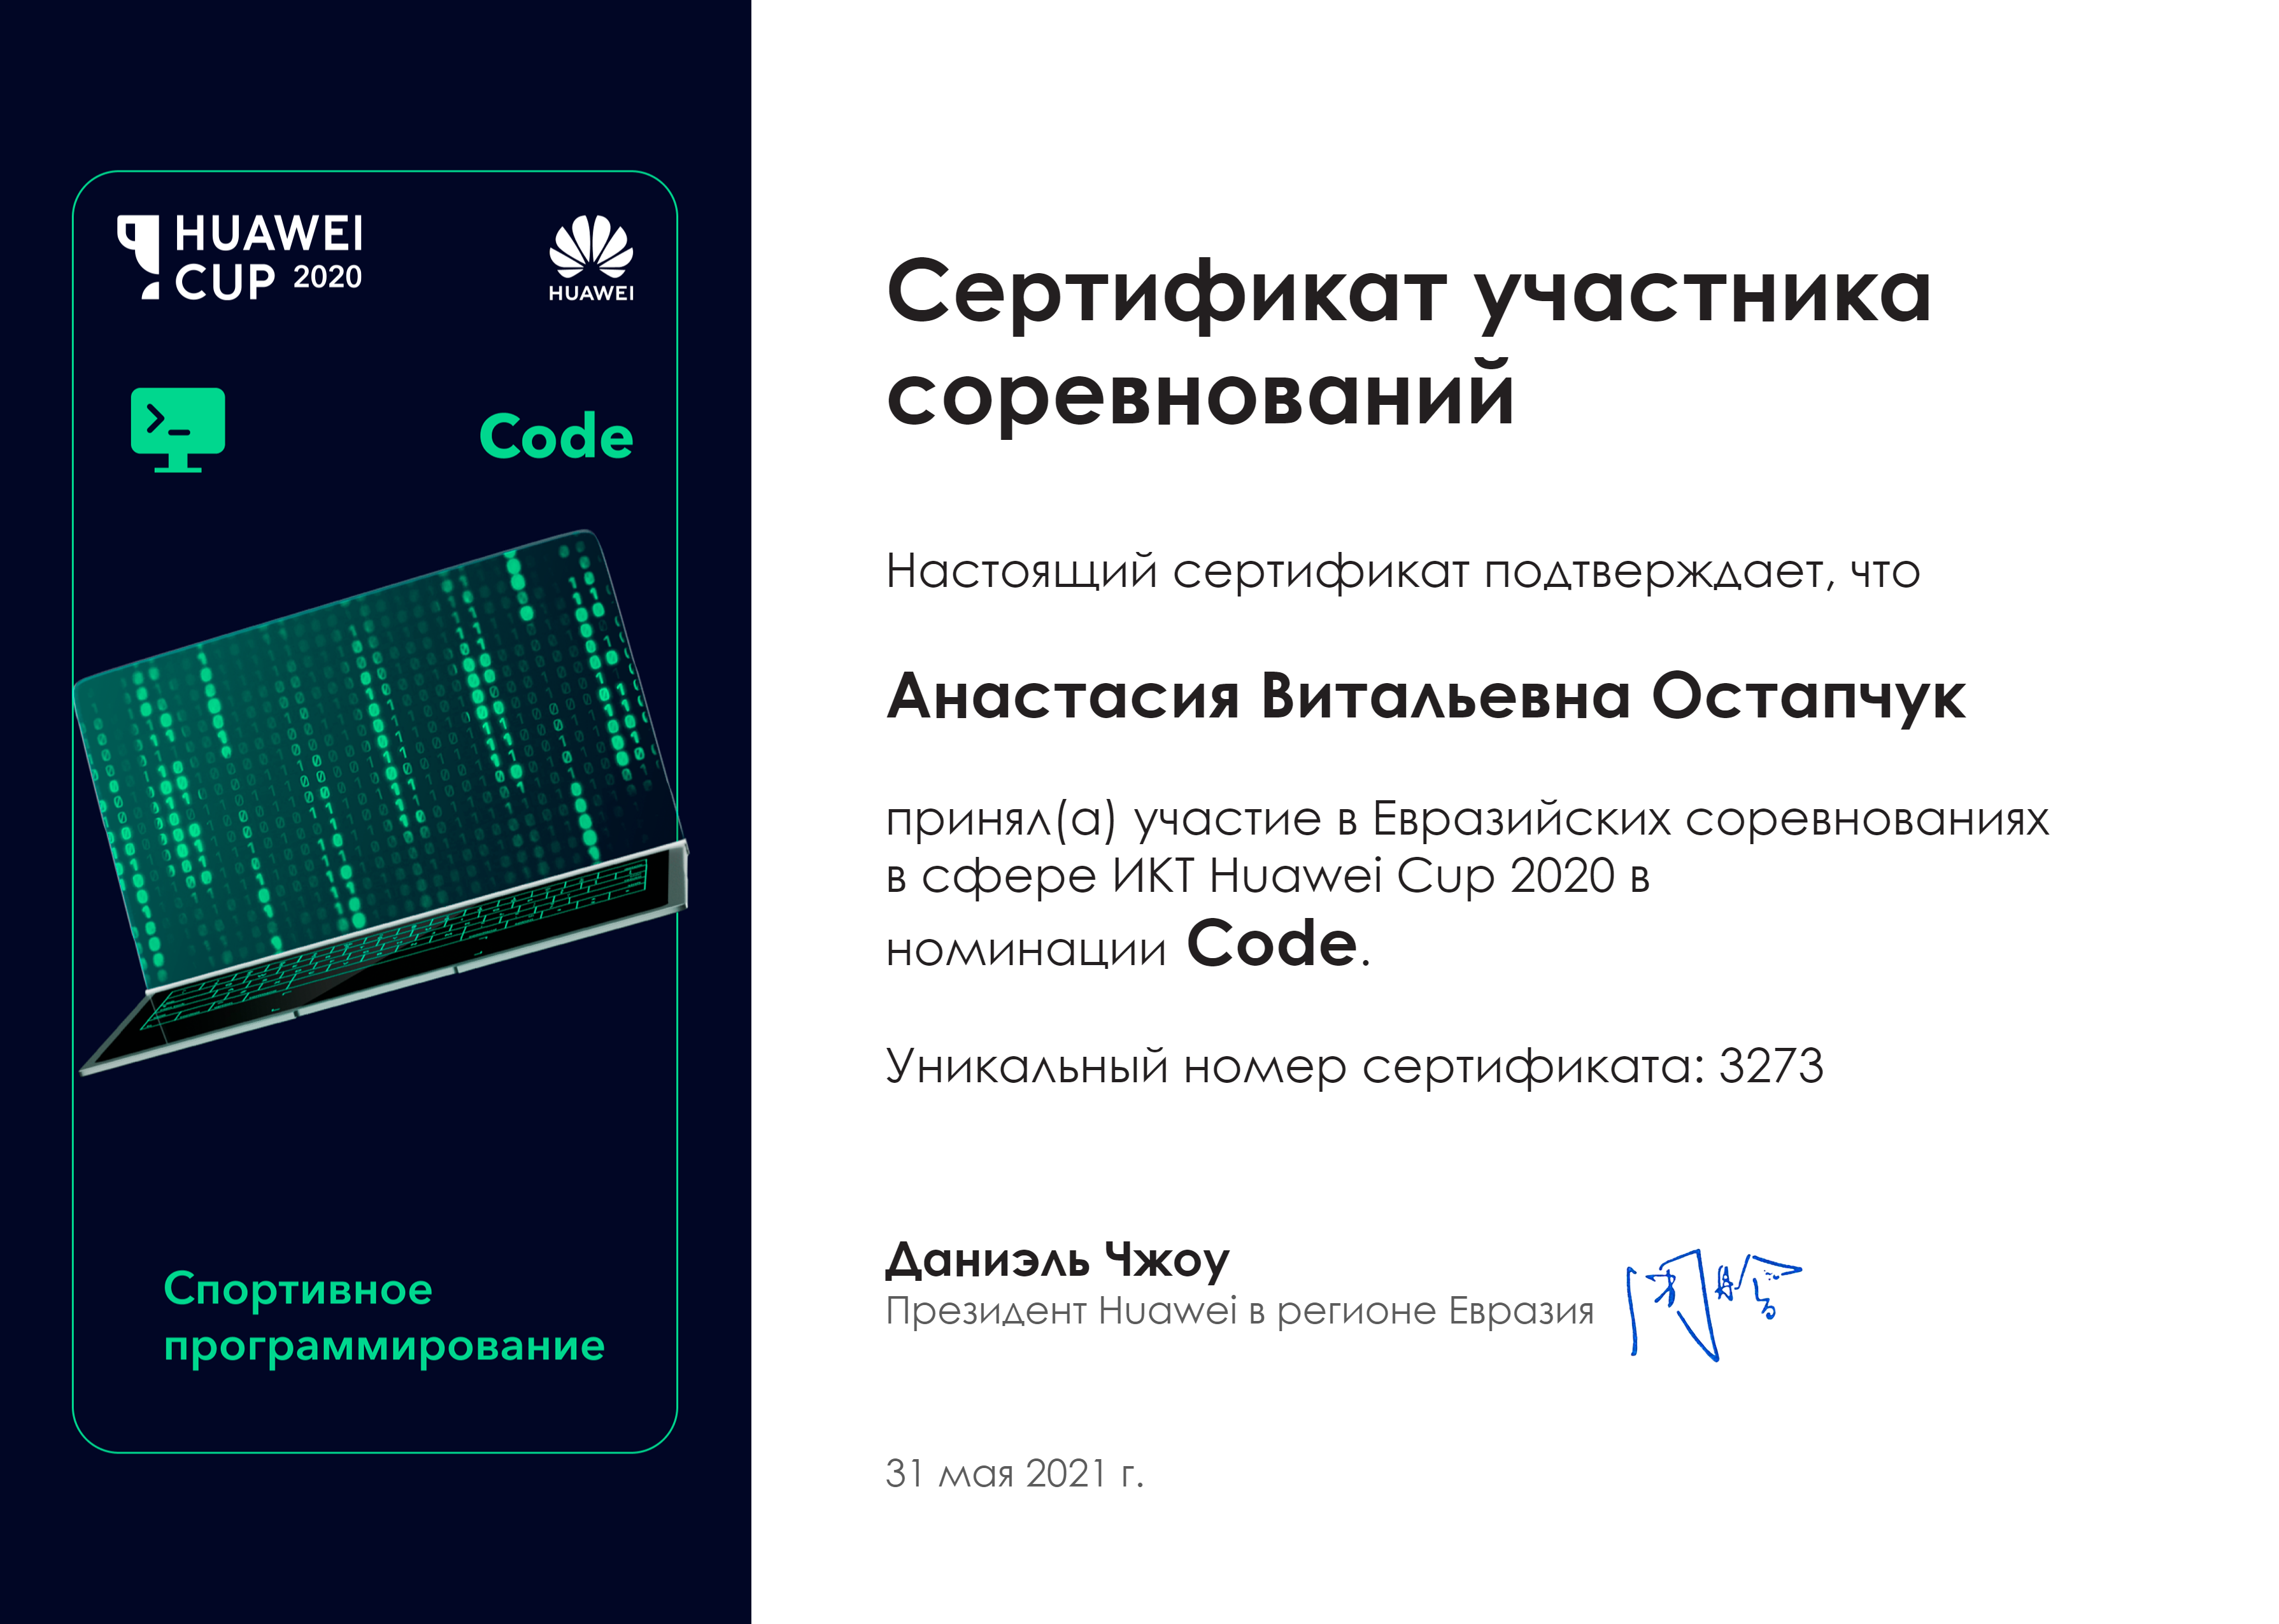 HUAWEI
CUP 2020
HUAWEI
Code
Спортивное
программирование
Сертификат участника
соревнований
Настоящий сертификат подтверждает, что
Анастасия Витальевна Остапчук
принял(а) участие в Евразийских соревнованиях
в сфере ИКТ Huawei Cup 2020 в
номинации Code.
Уникальный номер сертификата: 3273
Даниэль Чжоу
Президент Huawei в регионе Евразия
31 мая 2021 г.